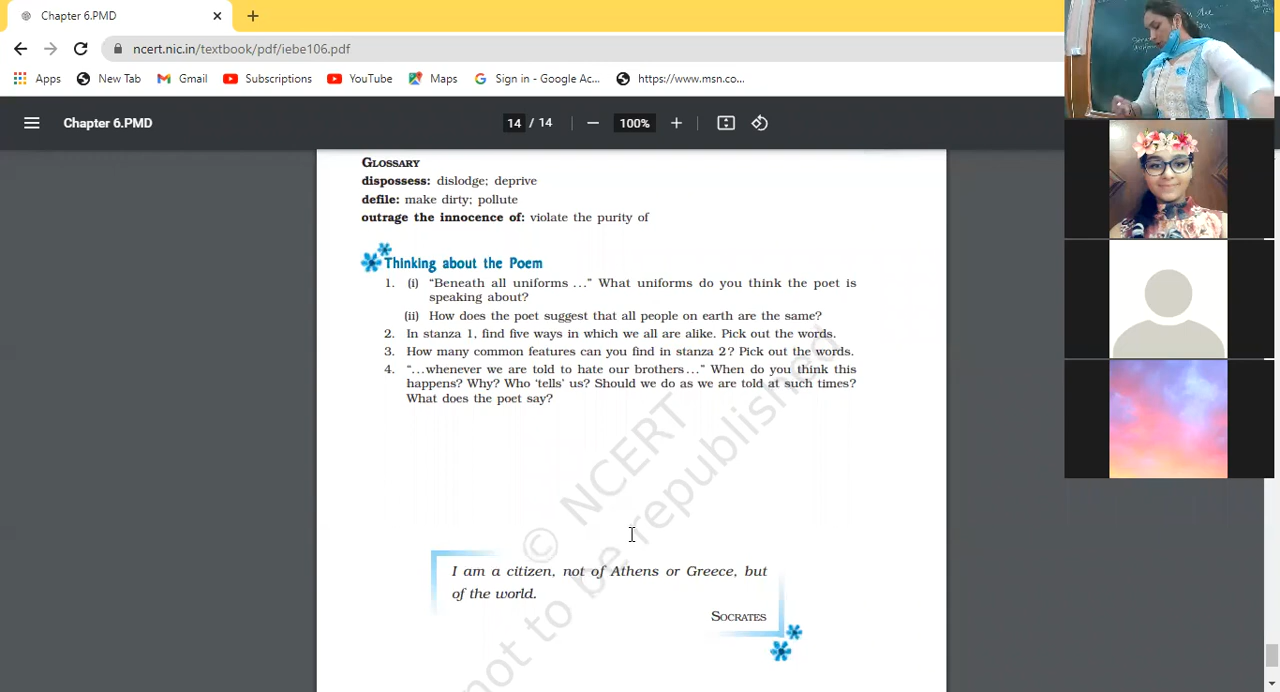 Chapter 6.PMD
ncert.nic.in/textbook/pdf/iebe106.pdf
Apps New Tab Gmail Subscriptions YouTube Maps Sign in - Google Ac... https://www.msn.co...
Chapter 6.PMD 14 / 14 100%
GLOSSARY
dispossess: dislodge; deprive
defile: make dirty; pollute
outrage the innocence of: violate the purity of
Thinking about the Poem
1. (i) “Beneath all uniforms ...” What uniforms do you think the poet is
speaking about?
(ii) How does the poet suggest that all people on earth are the same?
2. In stanza 1, find five ways in which we all are alike. Pick out the words.
3. How many common features can you find in stanza 2? Pick out the words.
4. “...whenever we are told to hate our brothers ...” When do you think this
happens? Why? Who ‘tells’ us? Should we do as we are told at such times?
What does the poet say?
© NCERT
not to be republished
I am a citizen, not of Athens or Greece, but
of the world.
SOCRATES